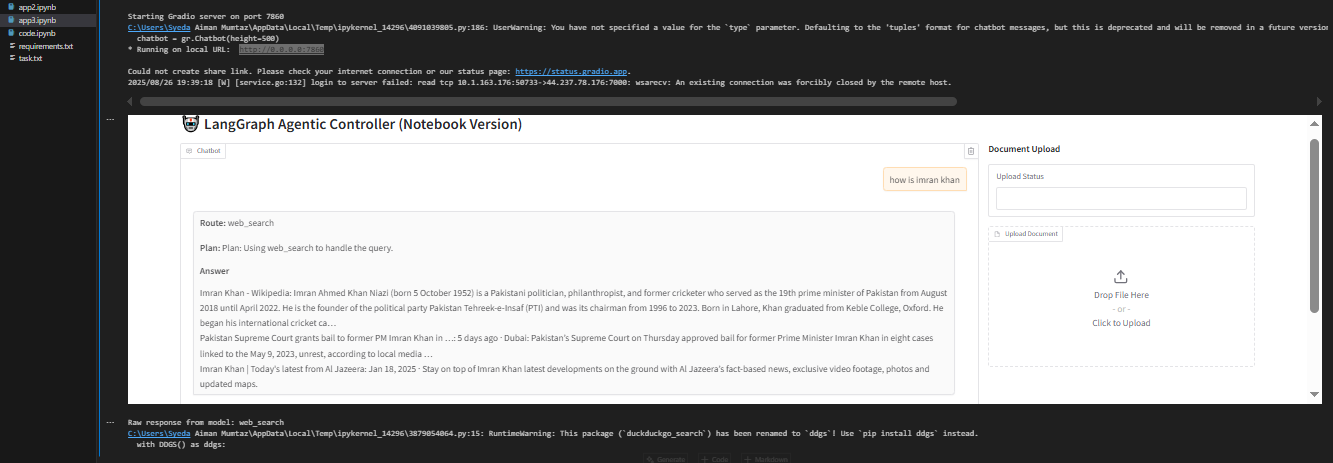 app2.ipynb
app3.ipynb
code.ipynb
requirements.txt
task.txt
Starting Gradio server on port 7860
C:\Users\Syeda Aiman Mumtaz\AppData\Local\Temp\ipykernel_14296\4091039805.py:186: UserWarning: You have not specified a value for the `type` parameter. Defaulting to the 'tuples' format for chatbot messages, but this is deprecated and will be removed in a future version
chatbot = gr.Chatbot(height=500)
* Running on local URL: http://0.0.0.0:7860
Could not create share link. Please check your internet connection or our status page: https://status.gradio.app.
2025/08/26 19:39:18 [W] [service.go:132] login to server failed: read tcp 10.1.163.176:50733->44.237.78.176:7000: wsarecv: An existing connection was forcibly closed by the remote host.
...
LangGraph Agentic Controller (Notebook Version)
Chatbot
how is imran khan
Route: web_search
Plan: Plan: Using web_search to handle the query.
Answer
Imran Khan - Wikipedia: Imran Ahmed Khan Niazi (born 5 October 1952) is a Pakistani politician, philanthropist, and former cricketer who served as the 19th prime minister of Pakistan from August
2018 until April 2022. He is the founder of the political party Pakistan Tehreek-e-Insaf (PTI) and was its chairman from 1996 to 2023. Born in Lahore, Khan graduated from Keble College, Oxford. He
began his international cricket ca…
Pakistan Supreme Court grants bail to former PM Imran Khan in …: 5 days ago · Dubai: Pakistan's Supreme Court on Thursday approved bail for former Prime Minister Imran Khan in eight cases
linked to the May 9, 2023, unrest, according to local media …
Imran Khan | Today's latest from Al Jazeera: Jan 18, 2025 · Stay on top of Imran Khan latest developments on the ground with Al Jazeera's fact-based news, exclusive video footage, photos and
updated maps.
Document Upload
Upload Status
Upload Document
Drop File Here
- or -
Click to Upload
...
Raw response from model: web_search
C:\Users\Syeda Aiman Mumtaz\AppData\Local\Temp\ipykernel_14296\3879054064.py:15: RuntimeWarning: This package (`duckduckgo_search`) has been renamed to `ddgs`! Use `pip install ddgs` instead.
with DDGS() as ddgs:
Generate + Code + Markdown